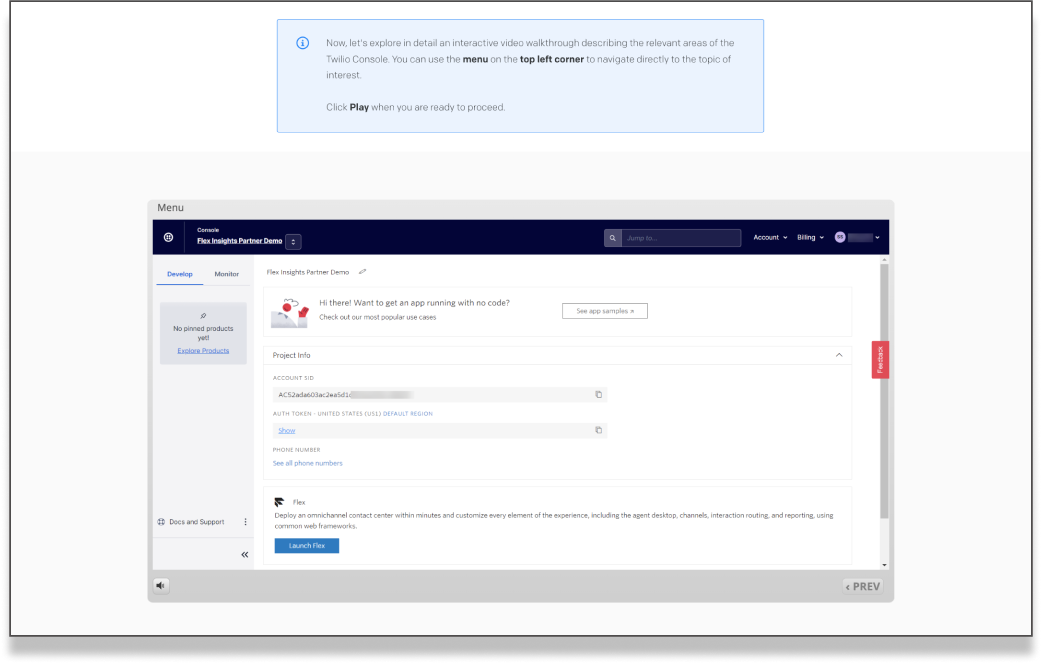 Now, let's explore in detail an interactive video walkthrough describing the relevant areas of the
Twilio Console. You can use the menu on the top left corner to navigate directly to the topic of
interest.
Click Play when you are ready to proceed.
Menu
Console
Flex Insights Partner Demo
Jump to...
Account
Billing
Develop
Monitor
Flex Insights Partner Demo
No pinned products
yet!
Explore Products
Hi there! Want to get an app running with no code?
Check out our most popular use cases
See app samples
Project Info
Feedback
ACCOUNT SID
AC52ada603ac2ea5d1
AUTH TOKEN - UNITED STATES (US1) DEFAULT REGION
Show
PHONE NUMBER
See all phone numbers
Flex
Deploy an omnichannel contact center within minutes and customize every element of the experience, including the agent desktop, channels, interaction routing, and reporting, using
common web frameworks.
Launch Flex
Docs and Support
‹ PREV